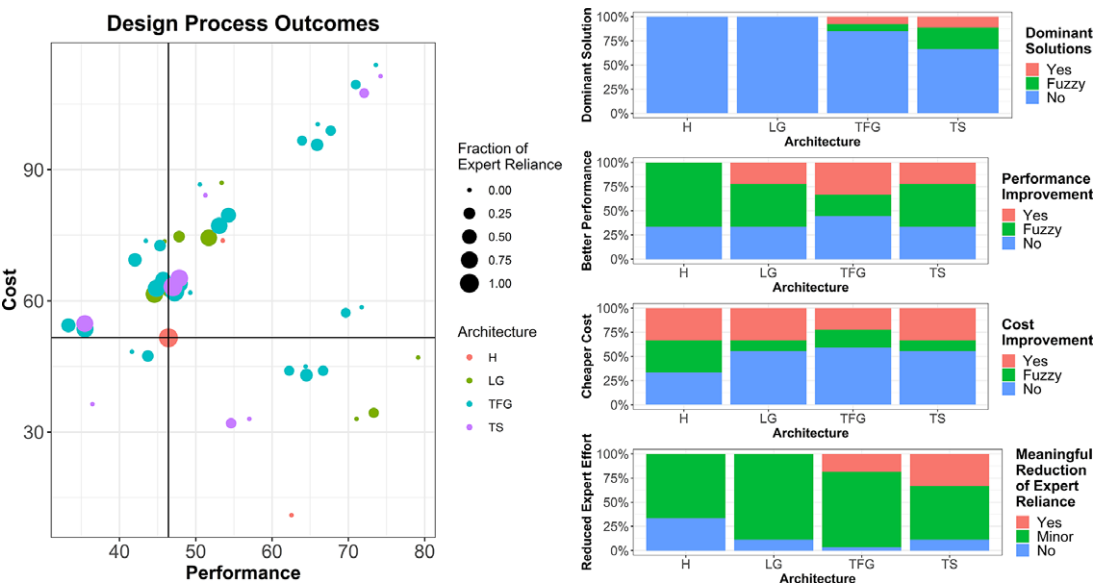 Design Process Outcomes
Cost
90
60
30
40
50
60
70
80
Performance
Fraction of
Expert Reliance
0.00
0.25
0.50
0.75
1.00
Architecture
H
LG
TFG
TS
Dominant Solution
100%
75%
50%
25%
0%
H
LG
TFG
TS
Architecture
Dominant
Solutions
Yes
Fuzzy
No
Better Performance
100%
75%
50%
25%
0%
H
LG
TFG
TS
Architecture
Performance
Improvement
Yes
Fuzzy
No
Cheaper Cost
100%
75%
50%
25%
0%
H
LG
TFG
TS
Architecture
Cost
Improvement
Yes
Fuzzy
No
Reduced Expert Effort
100%
75%
50%
25%
0%
H
LG
TFG
TS
Architecture
Meaningful
Reduction
of Expert
Reliance
Yes
Minor
No